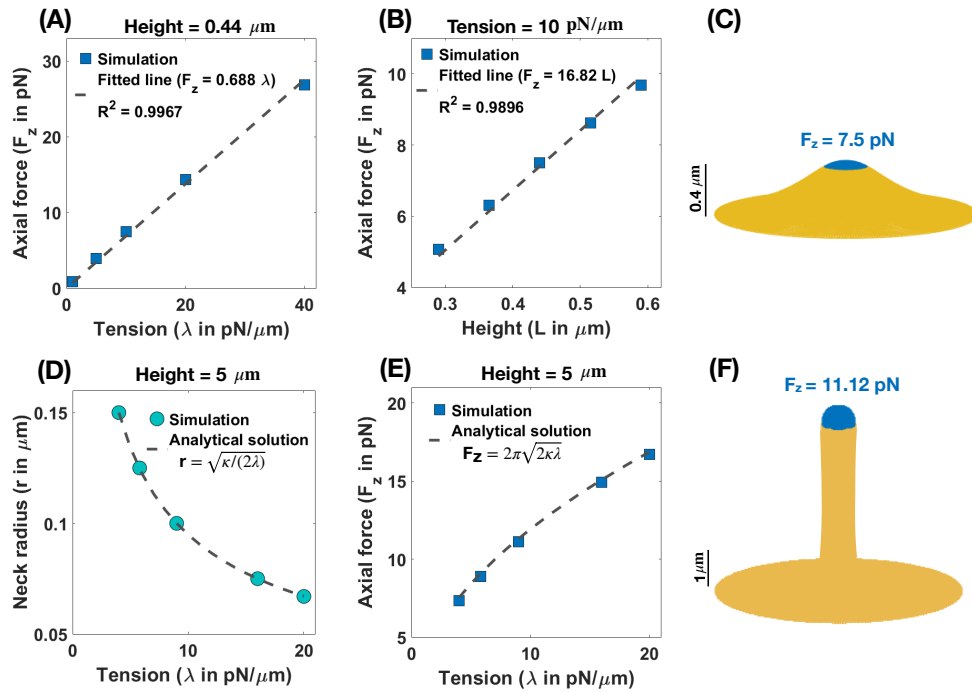 (A)
Height = 0.44 μm
30
20
10
0
Axial force (F_z in pN)
Simulation
Fitted line (F_z = 0.688 λ)
R^2 = 0.9967
0
20
40
Tension (λ in pN/μm)
(B)
Tension = 10 pN/μm
10
8
6
4
Axial force (F_z in pN)
Simulation
Fitted line (F_z = 16.82 L)
R^2 = 0.9896
0.3
0.4
0.5
0.6
Height (L in μm)
(C)
F_z = 7.5 pN
0.4 μm
(D)
Height = 5 μm
0.15
0.1
0.05
Neck radius (r in μm)
Simulation
Analytical solution
r = √κ/(2λ)
0
10
20
Tension (λ in pN/μm)
(E)
Height = 5 μm
20
15
10
5
Axial force (F_z in pN)
Simulation
Analytical solution
F_z = 2π√2κλ
0
10
20
Tension (λ in pN/μm)
(F)
F_z = 11.12 pN
1μm